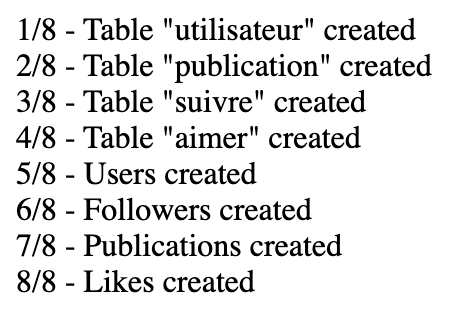 1/8 - Table "utilisateur" created
2/8 - Table "publication" created
3/8 - Table "suivre" created
4/8 - Table "aimer" created
5/8 - Users created
6/8 - Followers created
7/8 - Publications created
8/8 - Likes created